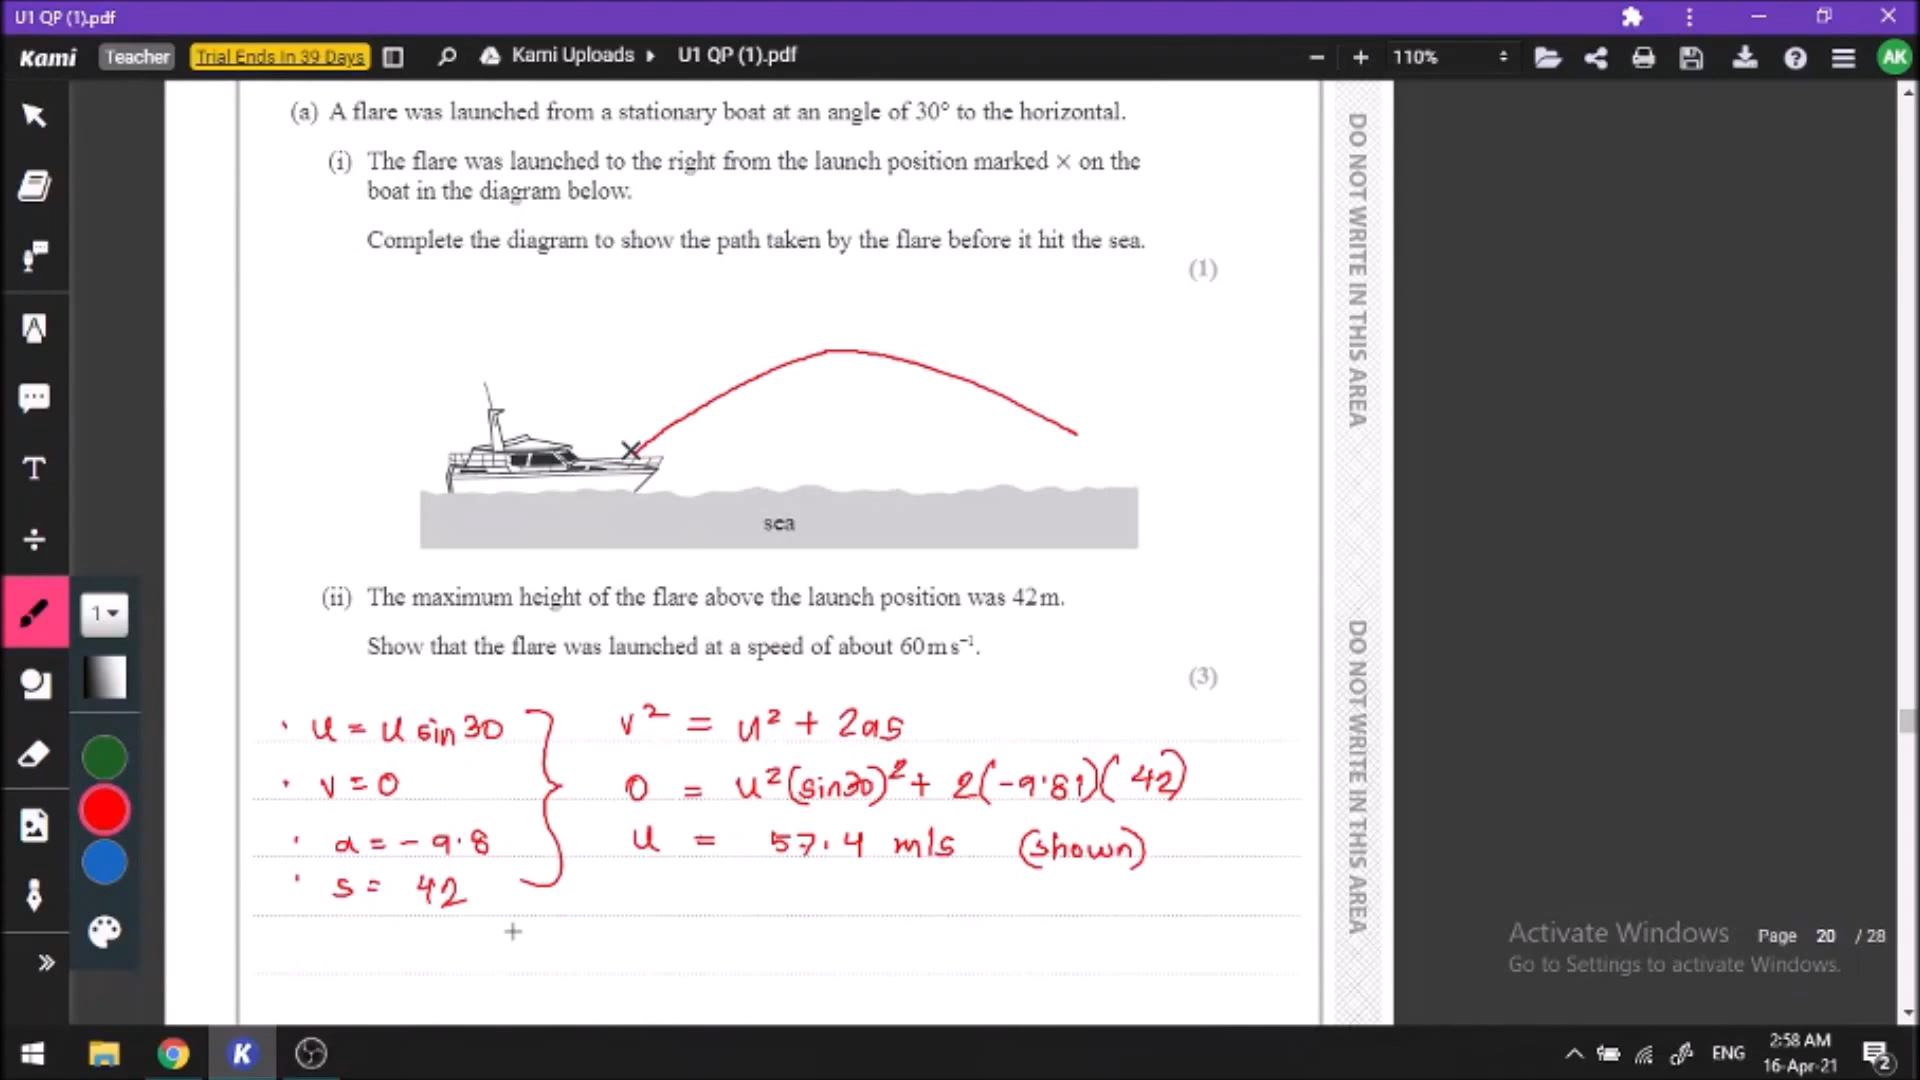 U1 QP (1).pdf
Kami Teacher Trial Ends In 39 Days Kami Uploads U1 QP (1).pdf 110% AK
(a) A flare was launched from a stationary boat at an angle of 30° to the horizontal.
(i) The flare was launched to the right from the launch position marked × on the
boat in the diagram below.
Complete the diagram to show the path taken by the flare before it hit the sea.
(1)
sea
(ii) The maximum height of the flare above the launch position was 42 m.
Show that the flare was launched at a speed of about 60 m s⁻¹.
(3)
u = u sin 30
v = 0
a = - 9.8
s = 42
v² = u² + 2as
0 = u² (sin 30)² + 2(-9.81)(42)
u = 57.4 m/s (shown)
DO NOT WRITE IN THIS AREA
DO NOT WRITE IN THIS AREA
T
1
Activate Windows
Go to Settings to activate Windows.
Page 20 / 28
K
ENG
2:58 AM
16-Apr-21
2